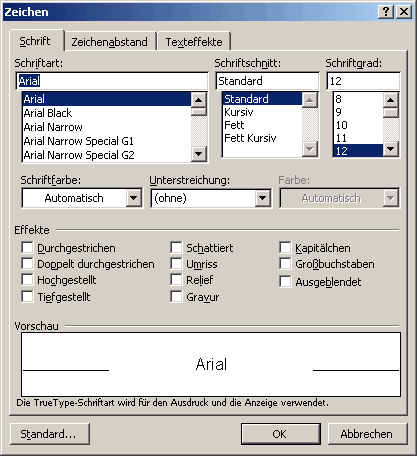 Zeichen
Schrift Zeichenabstand Texteffekte
Schriftart: Schriftschnitt: Schriftgrad:
Arial Standard 12
Arial Standard 8
Arial Black Kursiv 9
Arial Narrow Fett 10
Arial Narrow Special G1 Fett Kursiv 11
Arial Narrow Special G2 12
Schriftfarbe: Unterstreichung: Farbe:
Automatisch (ohne) Automatisch
Effekte
Durchgestrichen Schattiert Kapitälchen
Doppelt durchgestrichen Umriss Großbuchstaben
Hochgestellt Relief Ausgeblendet
Tiefgestellt Gravur
Vorschau
Arial
Die TrueType-Schriftart wird für den Ausdruck und die Anzeige verwendet.
Standard... OK Abbrechen